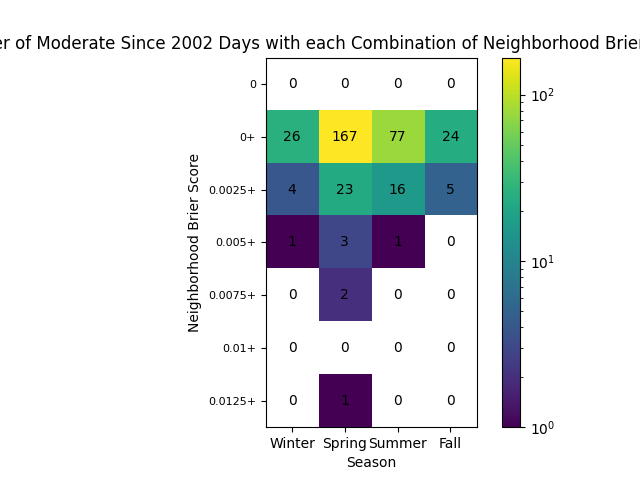 of Moderate Since 2002 Days with each Combination of Neighborhood
0 0 0 0 0
0+ 26 167 77 24
0.0025+ 4 23 16 5
0.005+ 1 3 1 0
0.0075+ 0 2 0 0
0.01+ 0 0 0 0
0.0125+ 0 1 0 0
Winter Spring Summer Fall
Season
Neighborhood Brier Score
10²
10¹
10⁰